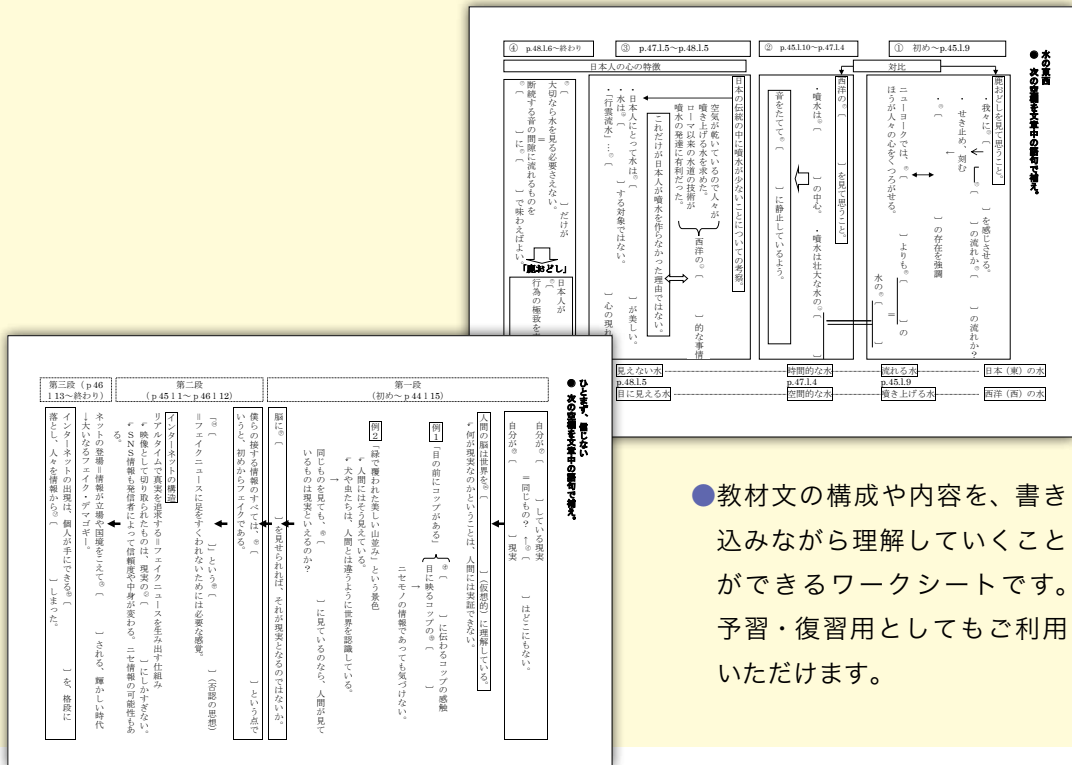 水の東西
● 次の空欄を文章中の語句で補え。
① 初め〜p.45l.9
② p.45l.10〜p.47l.4
③ p.47l.5〜p.48l.5
④ p.48l.6〜終わり
対比
日本人の心の特徴
鹿おどしを見て思うこと。
・我々に 〔 〕を感じさせる。
〔 〕の流れか、〔 〕の流れか？
・せき止め、刻む
・〔 〕の存在を強調
ニューヨークでは、〔 〕よりも〔 〕の
ほうが人々の心をくつろがせる。
水の〔 〕
西洋の〔 〕を見て思うこと。
・噴水は〔 〕の中心。 ・噴水は壮大な水の〔 〕
音をたてて〔 〕に静止しているよう。
日本の伝統の中に噴水が少ないことについての考察。
空気が乾いているので人々が
噴き上げる水を求めた。
ローマ以来の水道の技術が
噴水の発達に有利だった。
西洋の〔 〕的な事情
これだけが日本人が噴水を作らなかった理由ではない。
・日本人にとって水は〔 〕が美しい。
・水は〔 〕する対象ではない。
・「行雲流水」…〔 〕心の現れ
〔 〕だけが
大切なら水を見る必要さえない。
＝
断続する音の間隙に流れるものを
〔 〕に〔 〕で味わえばよい。
「鹿おどし」
日本人が
〔
行為の極致を
日本（東）の水
流れる水
時間的な水
見えない水
p.45l.9
p.47l.4
p.48l.5
西洋（西）の水
噴き上げる水
空間的な水
目に見える水
ひとまず、信じない
● 次の空欄を文章中の語句で補え。
第一段
（初め〜p44l15）
第二段
（p45l1〜p46l12）
第三段（p46
l13〜終わり）
自分が〔 〕している現実
＝同じもの？ ↑〔 〕はどこにもない。
自分が〔 〕現実
人間の脳は世界を〔 〕（仮想的）に理解している。
何が現実なのかということは、人間には実証できない。
例1「目の前にコップがある」
〔 〕に伝わるコップの感触
目に映るコップの〔 〕
→
ニセモノの情報であっても気づけない。
例2「緑で覆われた美しい山並み」という景色
人間にはそう見えている。
犬や虫たちは、人間とは違うように世界を認識している。
→
同じものを見ても、〔 〕に見ているのなら、人間が見て
いるものは現実といえるのか？
脳に〔 〕を見せられれば、それが現実となるのではないか。
僕らの接する情報のすべては、〔 〕という点で
いうと、初めからフェイクである。
「〔 〕」という〔 〕（否認の思想）
＝フェイクニュースに足をすくわれないためには必要な感覚。
インターネットの構造
リアルタイムで真実を追求する＝フェイクニュースを生み出す仕組み
映像として切り取られたものは、現実の〔 〕にしかすぎない。
SNS情報も発信者によって信頼度や中身が変わる。ニセ情報の可能性もあ
る。
ネットの登場＝情報が立場や国境をこえて〔 〕される、輝かしい時代
→大いなるフェイク・デマゴギー。
インターネットの出現は、個人が手にできる〔 〕を、格段に
落とし、人々を情報から〔 〕しまった。
●教材文の構成や内容を、書き
込みながら理解していくこと
ができるワークシートです。
予習・復習用としてもご利用
いただけます。